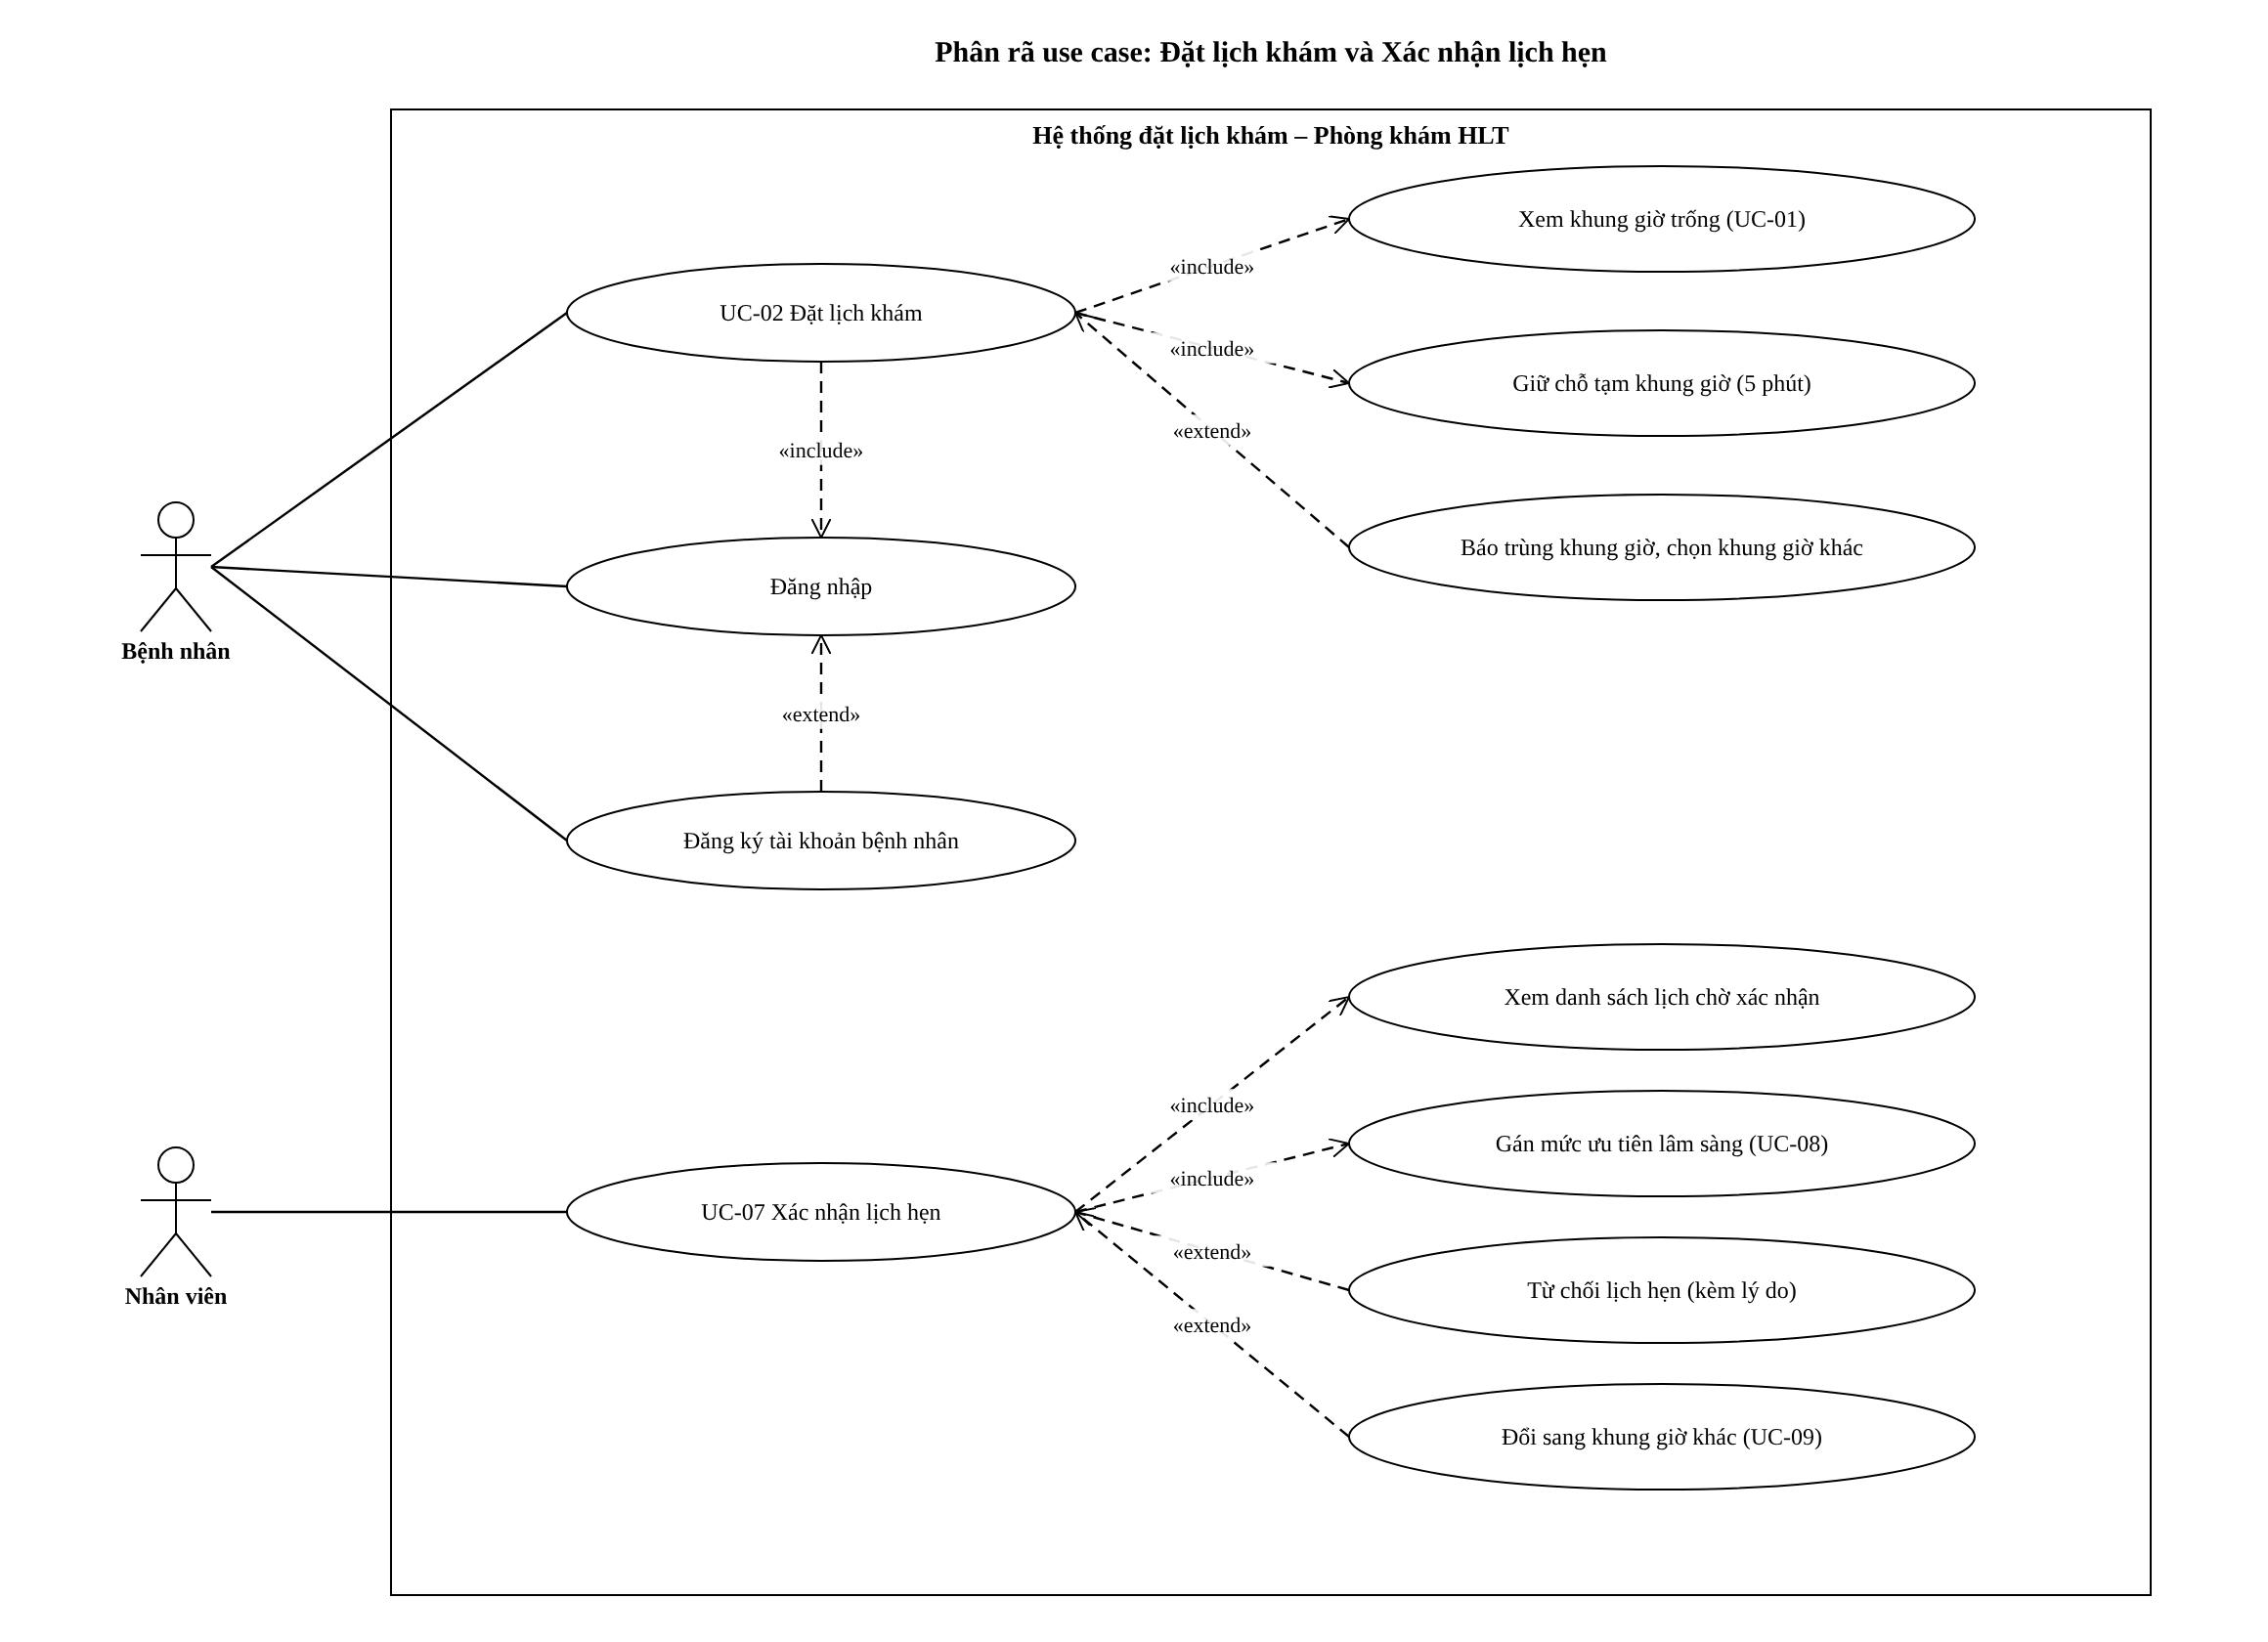 Phân rã use case: Đặt lịch khám và Xác nhận lịch hẹn
Hệ thống đặt lịch khám – Phòng khám HLT
Xem khung giờ trống (UC-01)
«include»
UC-02 Đặt lịch khám
«include»
Giữ chỗ tạm khung giờ (5 phút)
«extend»
«include»
Báo trùng khung giờ, chọn khung giờ khác
Đăng nhập
Bệnh nhân
«extend»
Đăng ký tài khoản bệnh nhân
Xem danh sách lịch chờ xác nhận
«include»
Gán mức ưu tiên lâm sàng (UC-08)
«include»
UC-07 Xác nhận lịch hẹn
«extend»
Từ chối lịch hẹn (kèm lý do)
Nhân viên
«extend»
Đổi sang khung giờ khác (UC-09)